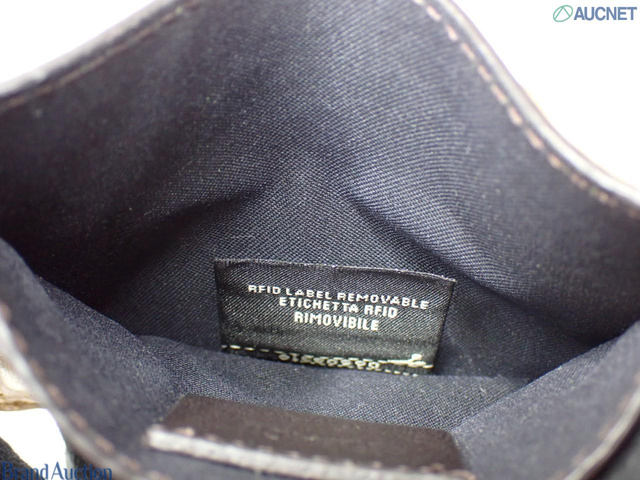 AUCNET
RFID LABEL REMOVABLE
ETICHETTA RFID
RIMOVIBILE
BrandAuction